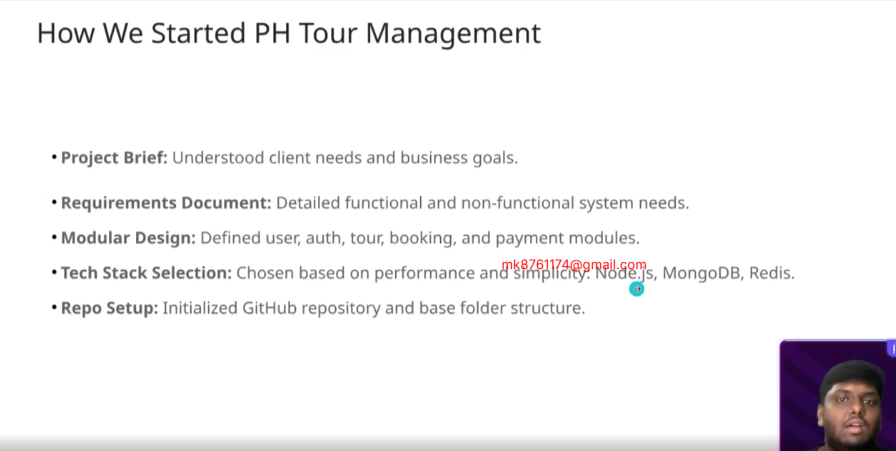 How We Started PH Tour Management
• Project Brief: Understood client needs and business goals.
• Requirements Document: Detailed functional and non-functional system needs.
• Modular Design: Defined user, auth, tour, booking, and payment modules.
mk8761174@gmail.com
• Tech Stack Selection: Chosen based on performance and simplicity: Node.js, MongoDB, Redis.
• Repo Setup: Initialized GitHub repository and base folder structure.